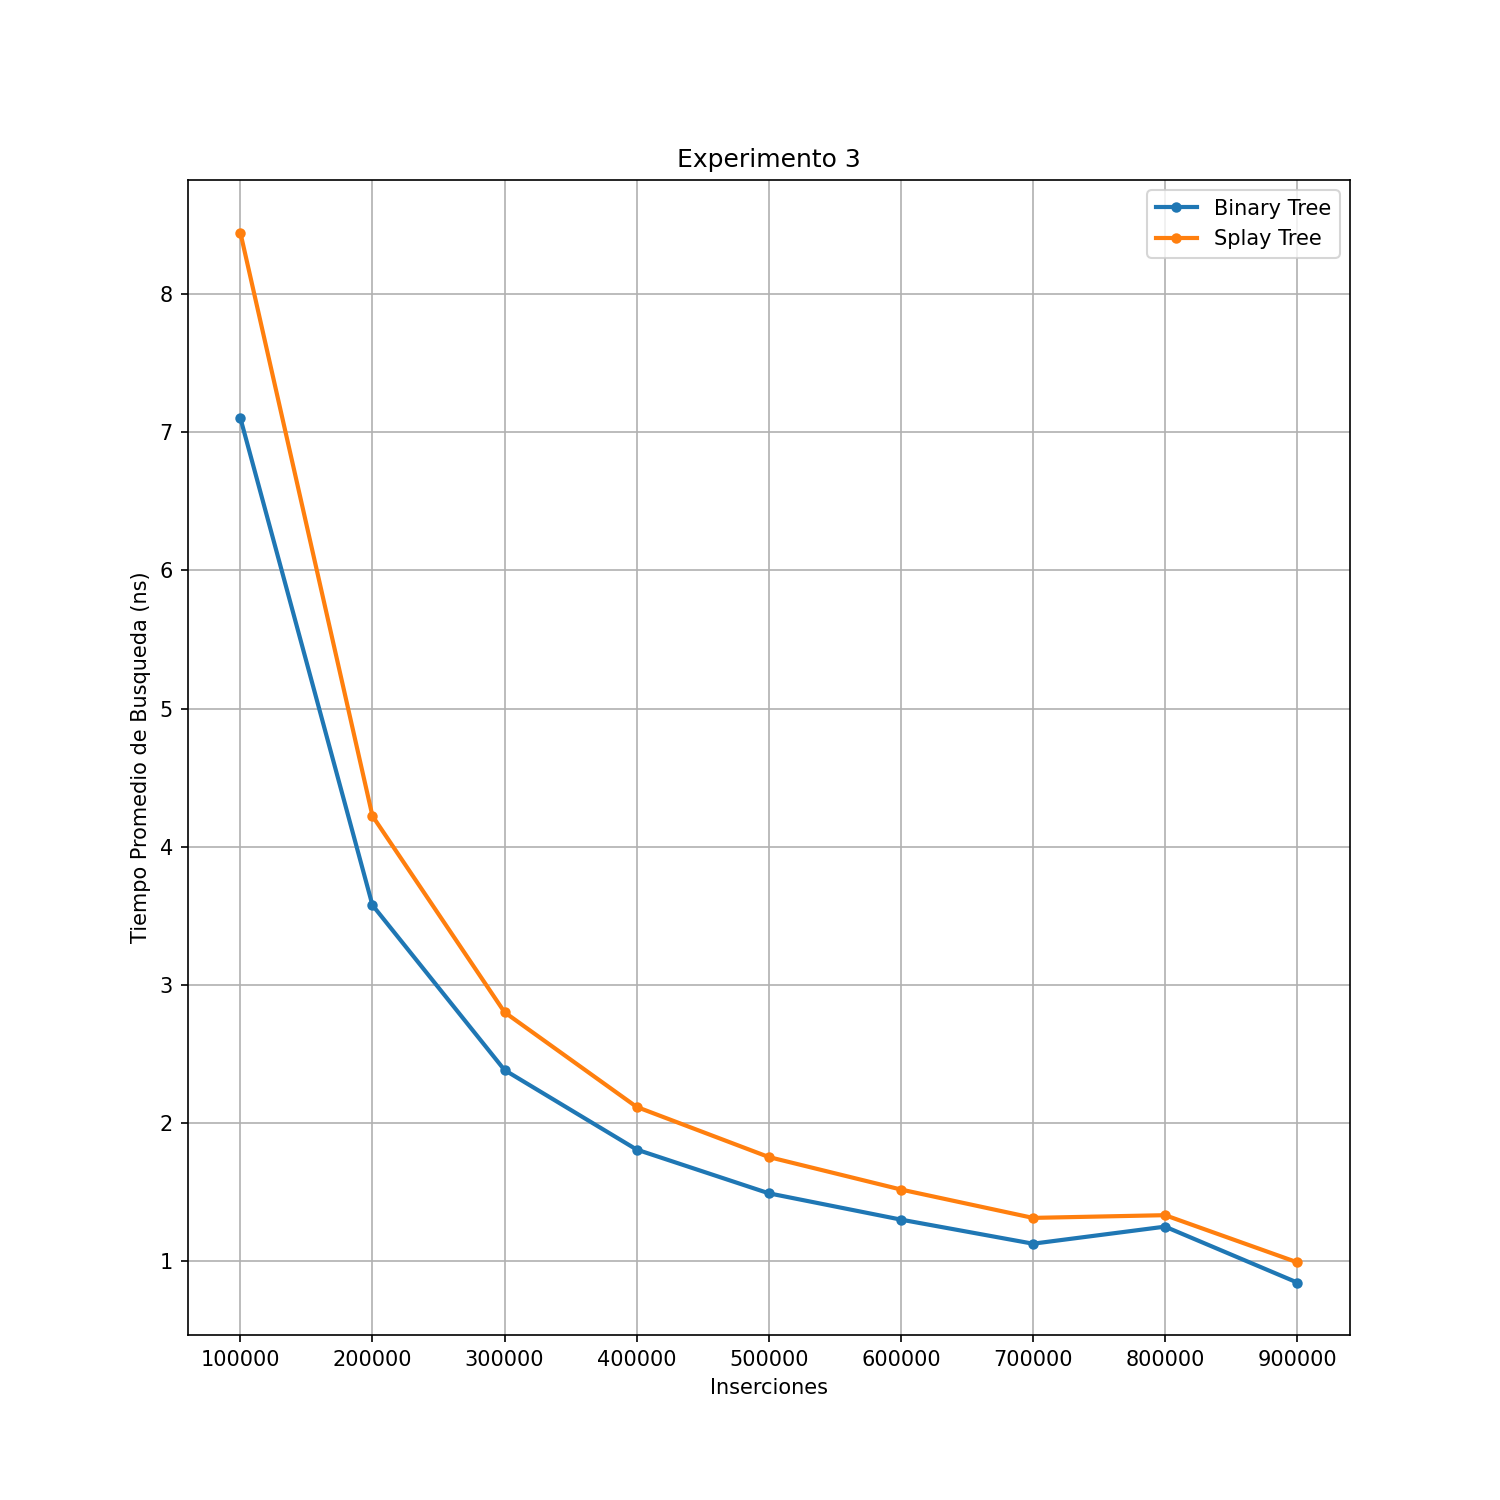 Experimento 3
Binary Tree
Splay Tree
8
7
6
5
4
3
2
1
Tiempo Promedio de Busqueda (ns)
100000 200000 300000 400000 500000 600000 700000 800000 900000
Inserciones